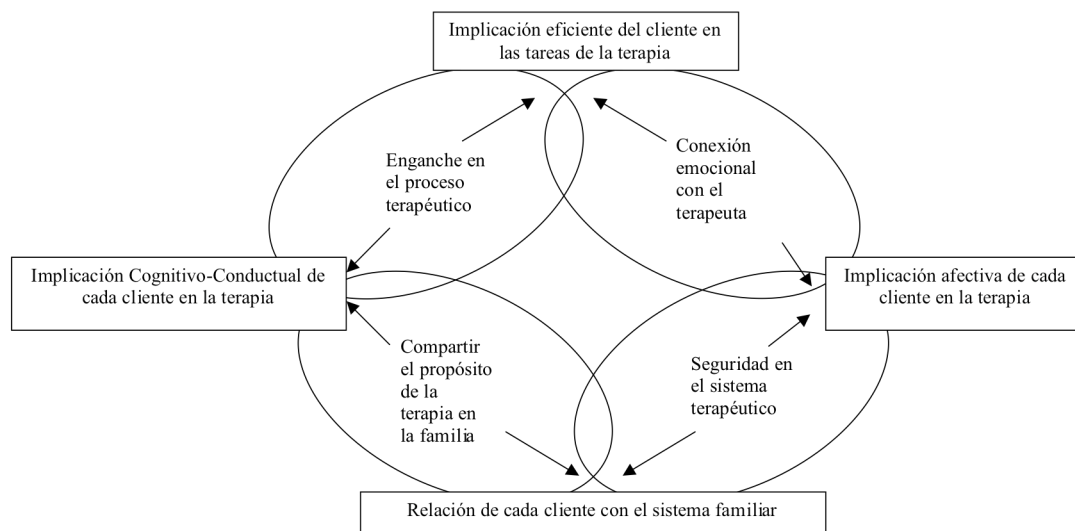 Implicación eficiente del cliente en
las tareas de la terapia
Enganche en
el proceso
terapéutico
Conexión
emocional
con el
terapeuta
Implicación Cognitivo-Conductual de
cada cliente en la terapia
Implicación afectiva de cada
cliente en la terapia
Compartir
el propósito
de la
terapia en
la familia
Seguridad en
el sistema
terapéutico
Relación de cada cliente con el sistema familiar